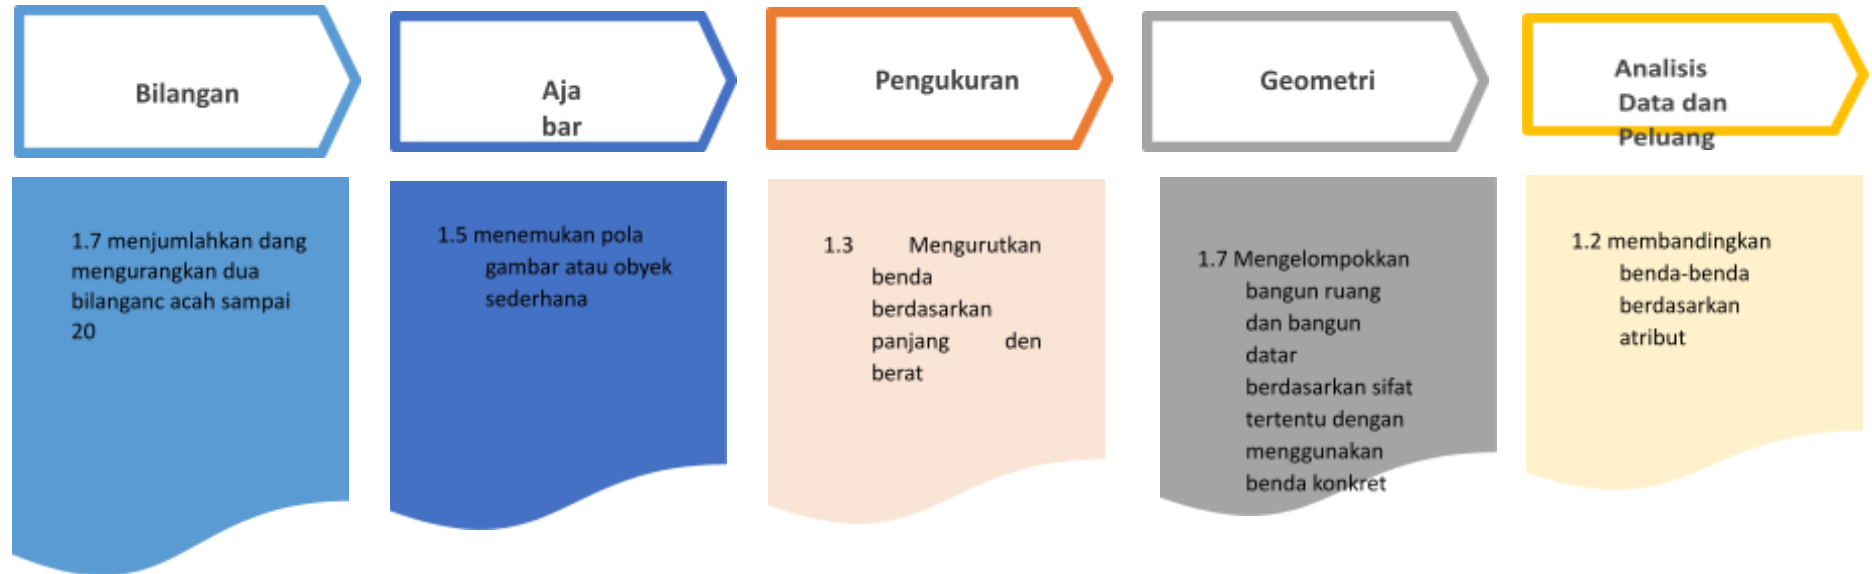 Bilangan
Aja
bar
Pengukuran
Geometri
Analisis
Data dan
Peluang
1.7 menjumlahkan dang
mengurangkan dua
bilanganc acah sampai
20
1.5 menemukan pola
gambar atau obyek
sederhana
1.3 Mengurutkan
benda
berdasarkan
panjang den
berat
1.7 Mengelompokkan
bangun ruang
dan bangun
datar
berdasarkan sifat
tertentu dengan
menggunakan
benda konkret
1.2 membandingkan
benda-benda
berdasarkan
atribut